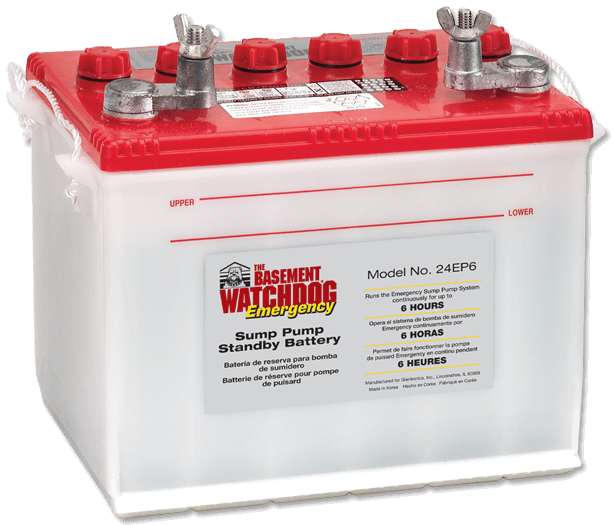 UPPER
LOWER
THE
BASEMENT
WATCHDOG
Emergency
Sump Pump
Standby Battery
Batería de reserva para bomba
de sumidero
Batterie de réserve pour pompe
de puisard
Model No. 24EP6
Runs the Emergency Sump Pump System
continuously for up to
6 HOURS
Opera el sistema de bomba de sumidero
Emergency continuamente por
6 HORAS
Permet de faire fonctionner la pompe
de puisard Emergency en continu pendant
6 HEURES
Manufactured for Glentronics, Inc., Lincolnshire, IL 60069
Made in Korea Hecho en Corea Fabriqué en Corée